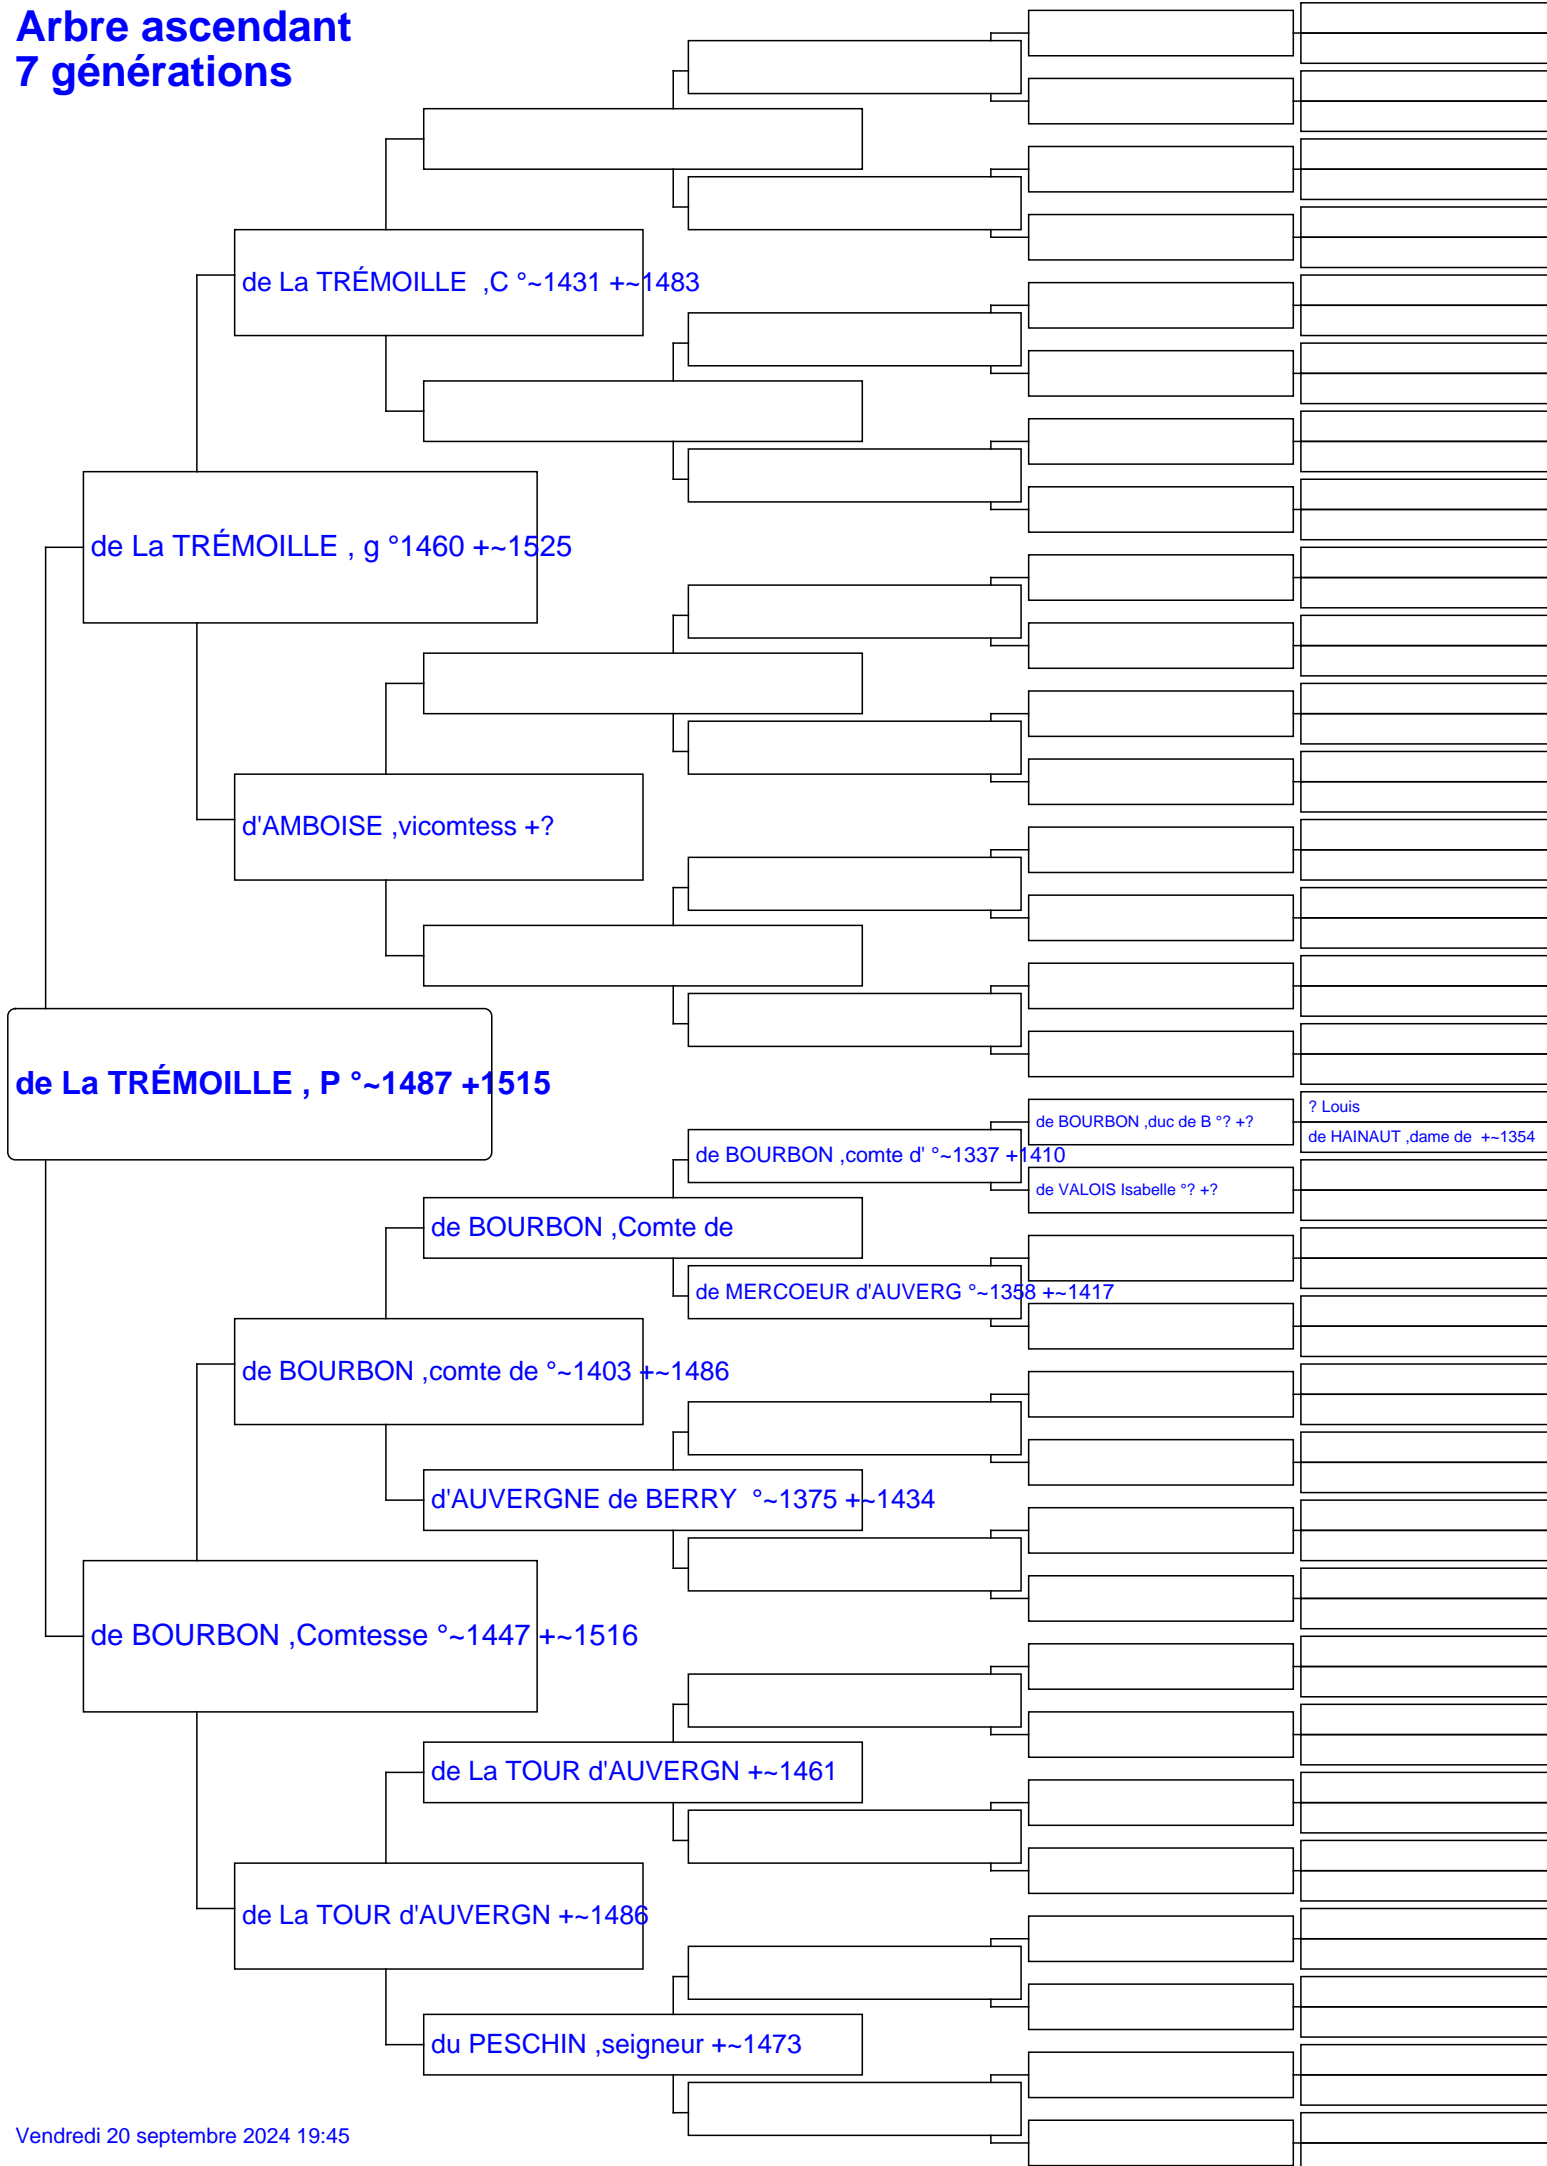 Arbre ascendant
7 générations
de La TRÉMOILLE ,C °~1431 +~1483
de La TRÉMOILLE , g °1460 +~1525
d'AMBOISE ,vicomtess +?
de La TRÉMOILLE , P °~1487 +1515
? Louis
de BOURBON ,duc de B °? +?
de HAINAUT ,dame de +~1354
de BOURBON ,comte d' °~1337 +1410
de VALOIS Isabelle °? +?
de BOURBON ,Comte de
de MERCOEUR d'AUVERG °~1358 +~1417
de BOURBON ,comte de °~1403 +~1486
d'AUVERGNE de BERRY °~1375 +~1434
de BOURBON ,Comtesse °~1447 +~1516
de La TOUR d'AUVERGN +~1461
de La TOUR d'AUVERGN +~1486
du PESCHIN ,seigneur +~1473
Vendredi 20 septembre 2024 19:45